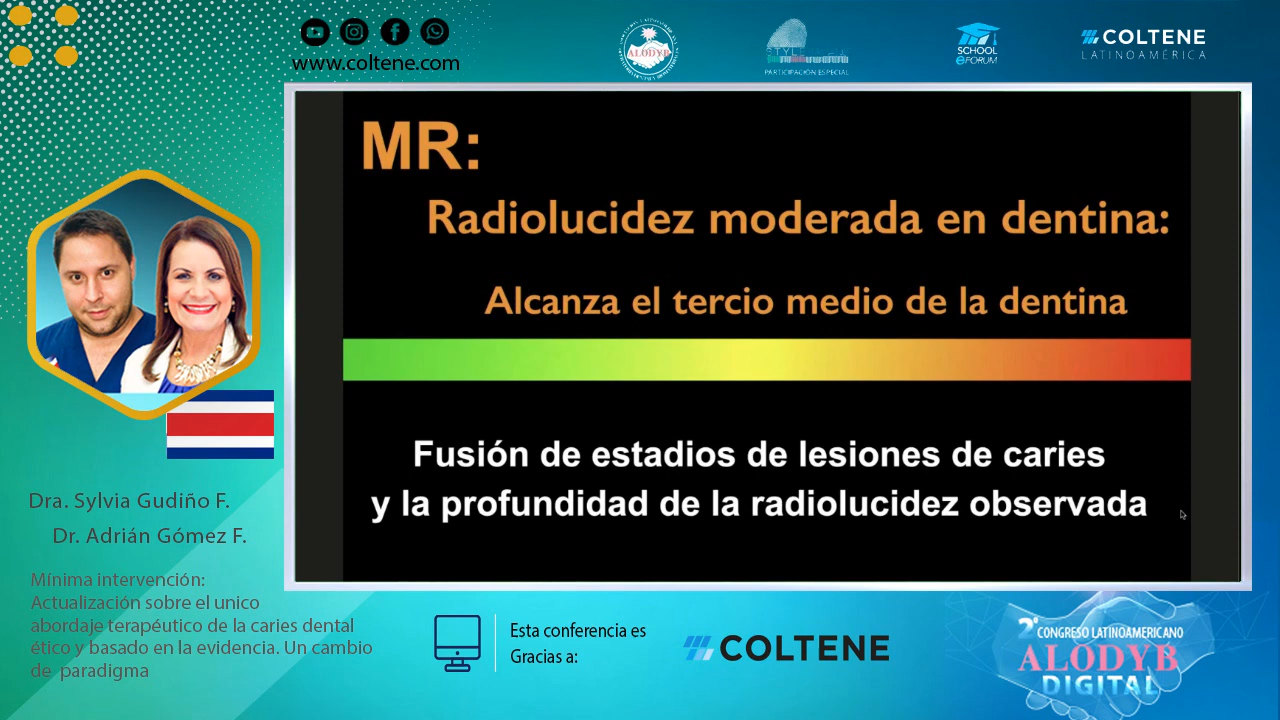 www.coltene.com
ALODYB
STYLE
PARTICIPACIÓN ESPECIAL
SCHOOL
eFORUM
COLTENE
LATINOAMÉRICA
MR:
Radiolucidez moderada en dentina:
Alcanza el tercio medio de la dentina
Fusión de estadios de lesiones de caries
y la profundidad de la radiolucidez observada
Dra. Sylvia Gudiño F.
Dr. Adrián Gómez F.
Mínima intervención:
Actualización sobre el unico
abordaje terapéutico de la caries dental
ético y basado en la evidencia. Un cambio
de paradigma
Esta conferencia es
Gracias a:
COLTENE
2º CONGRESO LATINOAMERICANO
ALODYB
DIGITAL